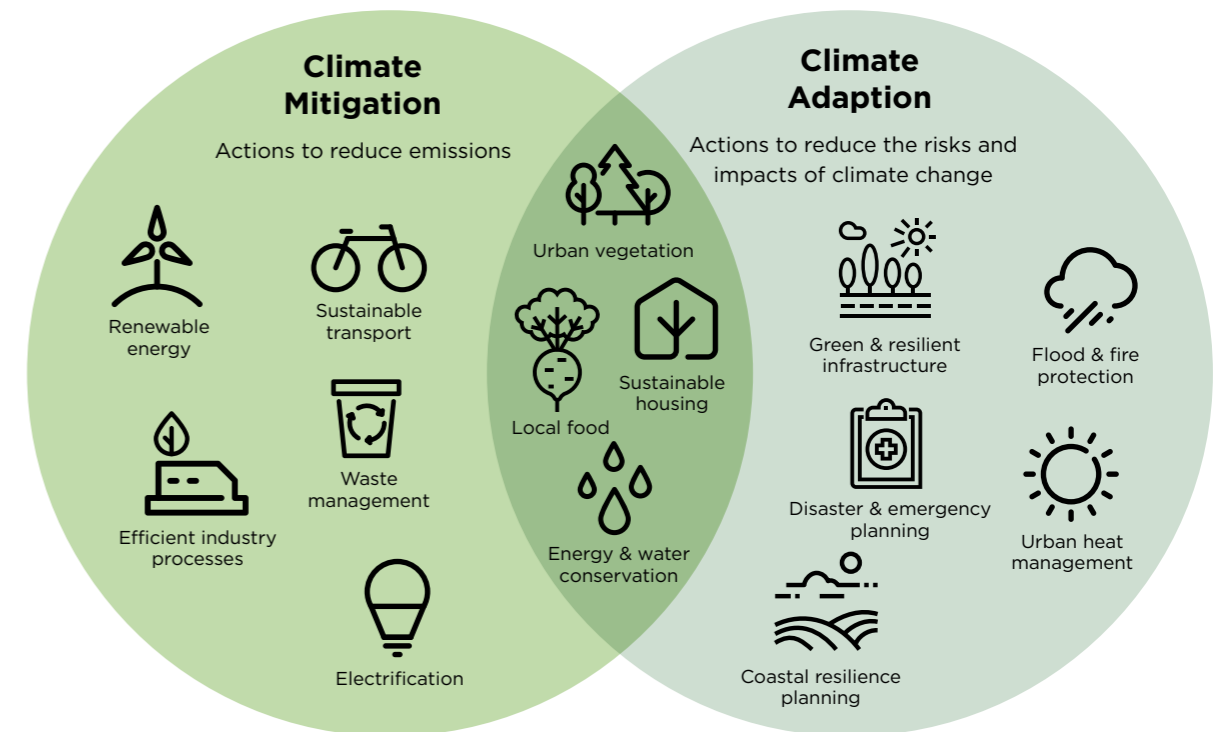 Climate
Mitigation
Actions to reduce emissions
Renewable
energy
Sustainable
transport
Waste
management
Efficient industry
processes
Electrification
Urban vegetation
Local food
Sustainable
housing
Energy & water
conservation
Climate
Adaption
Actions to reduce the risks and
impacts of climate change
Green & resilient
infrastructure
Flood & fire
protection
Disaster & emergency
planning
Urban heat
management
Coastal resilience
planning